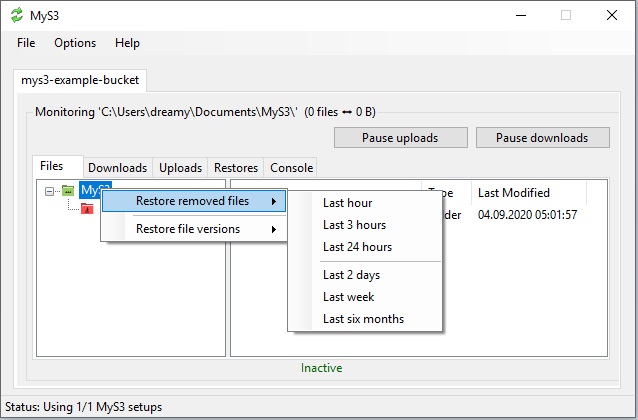 MyS3
File Options Help
mys3-example-bucket
Monitoring 'C:\Users\dreamy\Documents\MyS3\' (0 files ↔ 0 B)
Pause uploads Pause downloads
Files Downloads Uploads Restores Console
MyS3 Type Last Modified
04.09.2020 05:01:57
Restore removed files
Restore file versions
Last hour
Last 3 hours
Last 24 hours
Last 2 days
Last week
Last six months
Inactive
Status: Using 1/1 MyS3 setups